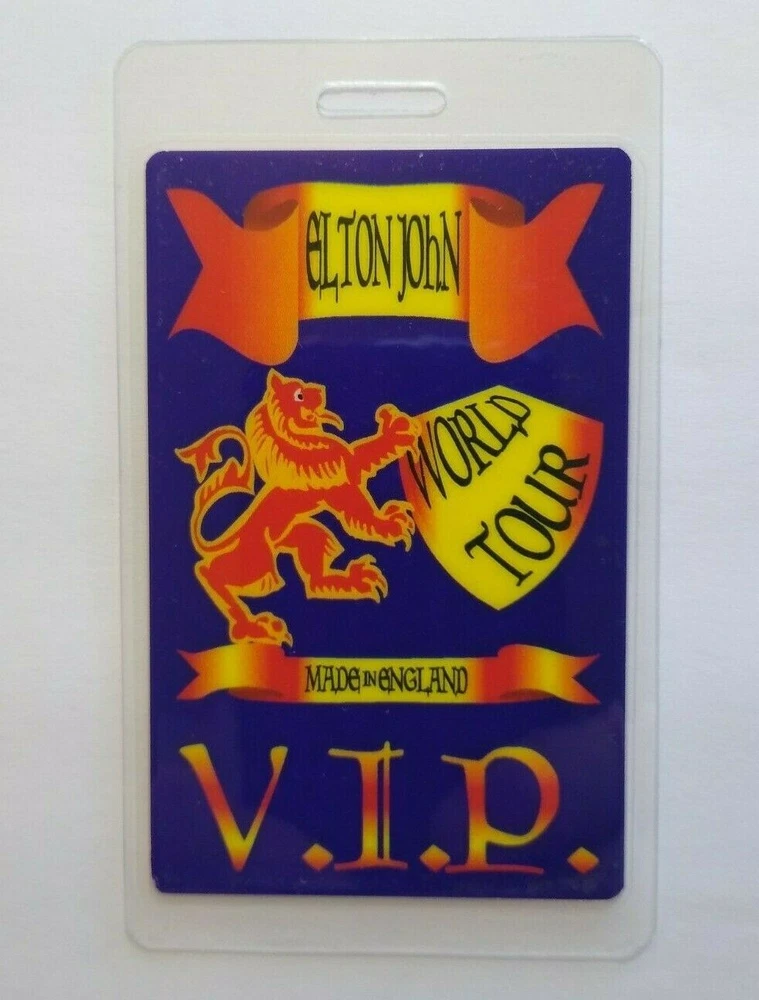 ELTON JOhN
WORLD
TOUR
MADE IN ENGLAND
V.I.P.